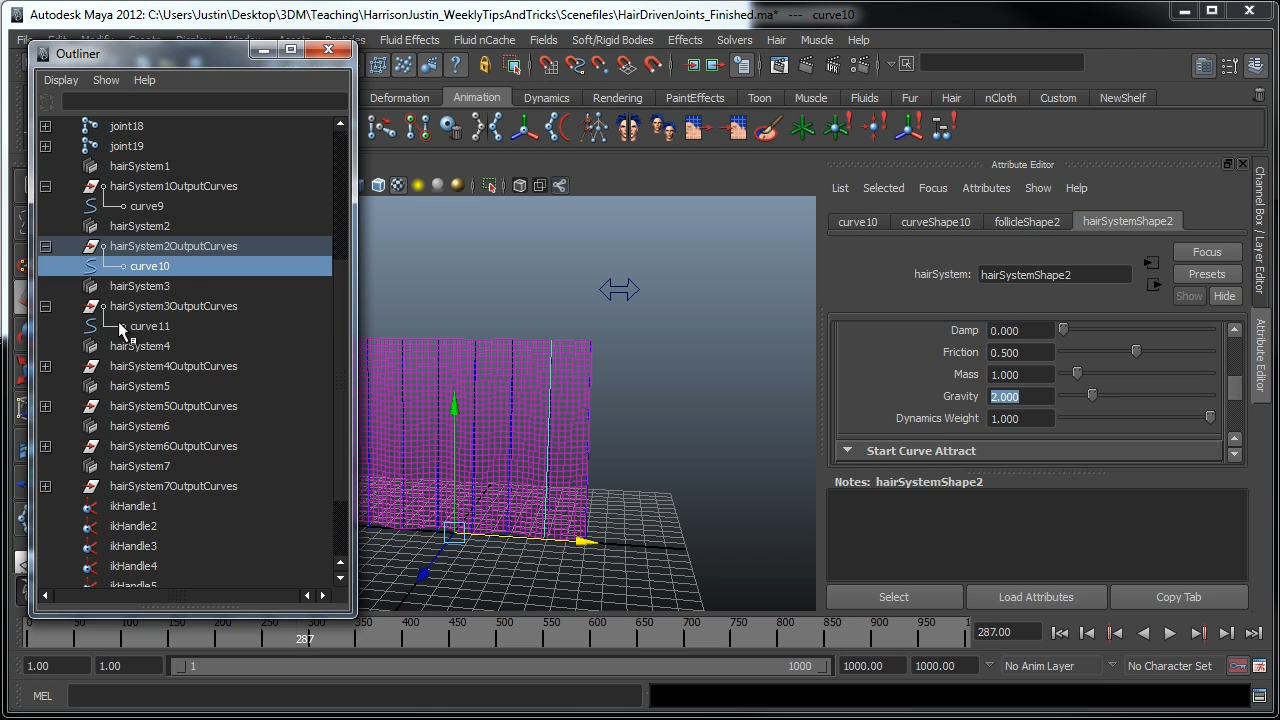 Autodesk Maya 2012: C:\Users\Justin\Desktop\3DM\Teaching\HarrisonJustin_WeeklyTipsAndTricks\Scenefiles\HairDrivenJoints_Finished.ma* --- curve10
Fluid Effects Fluid nCache Fields Soft/Rigid Bodies Effects Solvers Hair Muscle Help
Outliner
Display Show Help
Deformation Animation Dynamics Rendering PaintEffects Toon Muscle Fluids Fur Hair nCloth Custom NewShelf
joint18
joint19
hairSystem1
hairSystem1OutputCurves
curve9
hairSystem2
hairSystem2OutputCurves
curve10
hairSystem3
hairSystem3OutputCurves
curve11
hairSystem4
hairSystem4OutputCurves
hairSystem5
hairSystem5OutputCurves
hairSystem6
hairSystem6OutputCurves
hairSystem7
hairSystem7OutputCurves
ikHandle1
ikHandle2
ikHandle3
ikHandle4
ikHandle5
Attribute Editor
List Selected Focus Attributes Show Help
curve10 curveShape10 follicleShape2 hairSystemShape2
Focus
hairSystem: hairSystemShape2 Presets
Show Hide
Damp 0.000
Friction 0.500
Mass 1.000
Gravity 2.000
Dynamics Weight 1.000
Start Curve Attract
Notes: hairSystemShape2
Select Load Attributes Copy Tab
Channel Box / Layer Editor
Attribute Editor
0 50 100 150 200 250 300 350 400 450 500 550 600 650 700 750 800 850 900 950 1
287 287.00
1.00 1.00 1 1000 1000.00 1000.00 No Anim Layer No Character Set
MEL